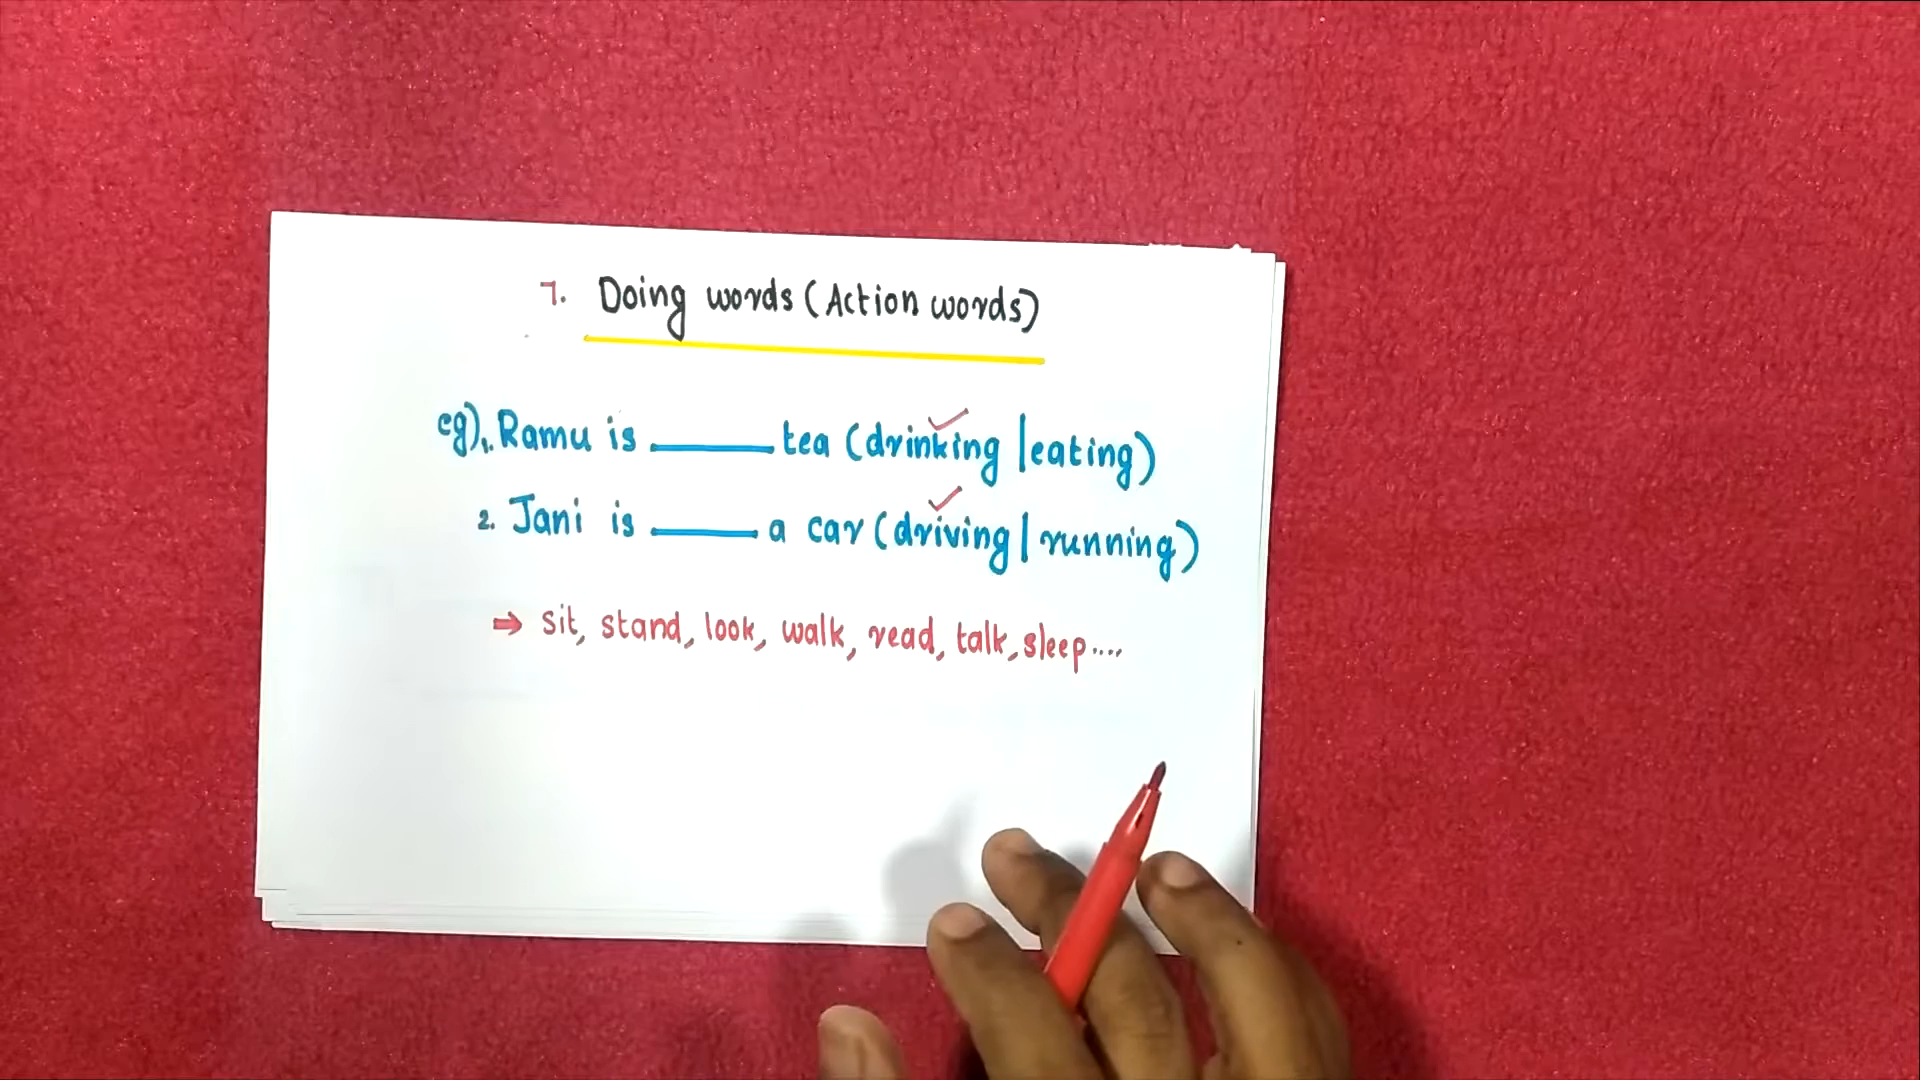 7. Doing words (Action words)
eg). 1. Ramu is ______ tea (drinking | eating)
2. Jani is ______ a car (driving | running)
⇒ sit, stand, look, walk, read, talk, sleep....